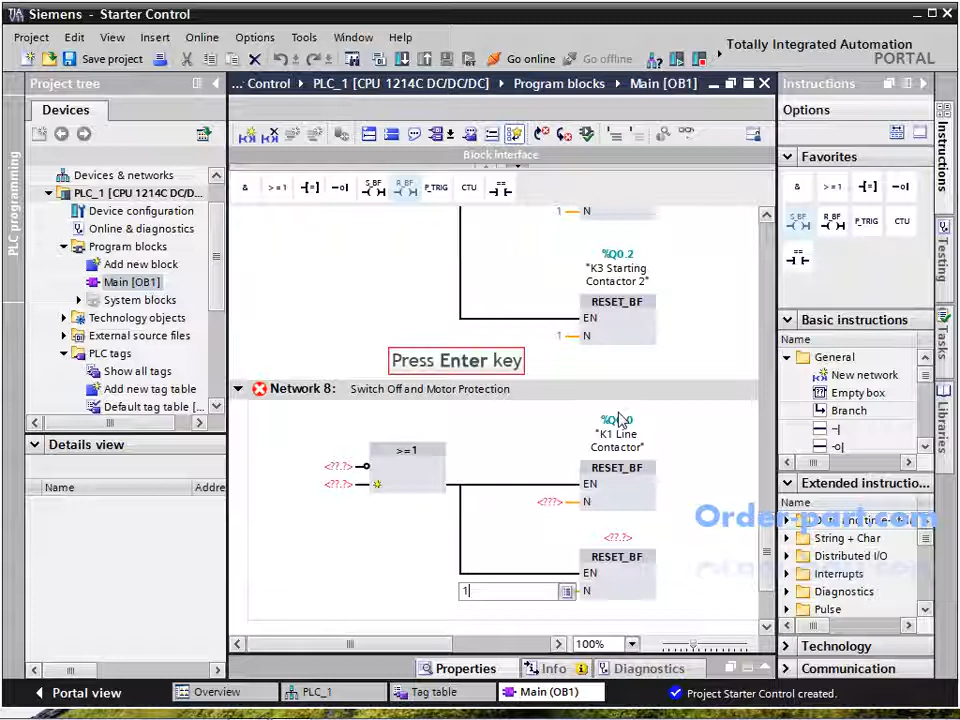 Siemens - Starter Control
Project Edit View Insert Online Options Tools Window Help
Save project
Go online
Go offline
Totally Integrated Automation
PORTAL
Project tree
... Control
PLC_1 [CPU 1214C DC/DC/DC]
Program blocks
Main [OB1]
Instructions
Devices
Options
PLC programming
Block interface
Favorites
Devices & networks
PLC_1 [CPU 1214C DC/D...
Device configuration
Online & diagnostics
Program blocks
Add new block
Main [OB1]
System blocks
Technology objects
External source files
PLC tags
Show all tags
Add new tag table
Default tag table [...
& >=1 [=] S_BF R_BF P_TRIG CTU ==
1 N
%Q0.2
"K3 Starting
Contactor 2"
RESET_BF
EN
1 N
Press Enter key
Network 8: Switch Off and Motor Protection
"K1 Line
Contactor"
>=1
RESET_BF
<??.?>
<??.?>
EN
<???> N
<??.?>
RESET_BF
EN
1 N
100%
& >=1 [=]
S_BF R_BF P_TRIG CTU
==
Basic instructions
Name
General
New network
Empty box
Branch
Extended instructio...
Name
String + Char
Distributed I/O
Interrupts
Diagnostics
Pulse
Technology
Communication
Instructions
Testing
Tasks
Libraries
Order-part.com
Details view
Name Addre
Properties
Info
Diagnostics
Portal view
Overview
PLC_1
Tag table
Main (OB1)
Project Starter Control created.